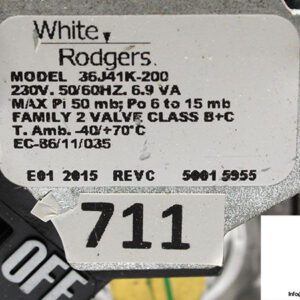 White
Rodgers
MODEL 36J41K-200
230V. 50/60HZ. 6.9 VA
MAX Pi 50 mb; Po 6 to 15 mb
FAMILY 2 VALVE CLASS B+C
T. Amb. -40/+70°C
EC-86/11/035
E01 2015 REVC 5001 5955
711
OFF